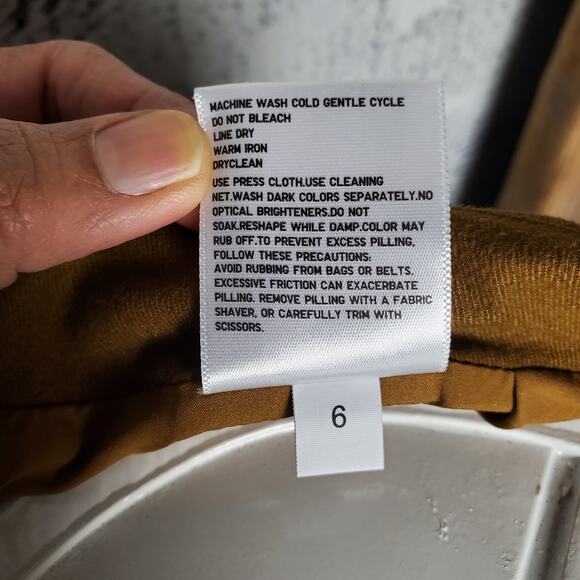 MACHINE WASH COLD GENTLE CYCLE
DO NOT BLEACH
LINE DRY
WARM IRON
DRYCLEAN
USE PRESS CLOTH.USE CLEANING
NET.WASH DARK COLORS SEPARATELY.NO
OPTICAL BRIGHTENERS.DO NOT
SOAK.RESHAPE WHILE DAMP.COLOR MAY
RUB OFF.TO PREVENT EXCESS PILLING,
FOLLOW THESE PRECAUTIONS:
AVOID RUBBING FROM BAGS OR BELTS.
EXCESSIVE FRICTION CAN EXACERBATE
PILLING. REMOVE PILLING WITH A FABRIC
SHAVER, OR CAREFULLY TRIM WITH
SCISSORS.
6